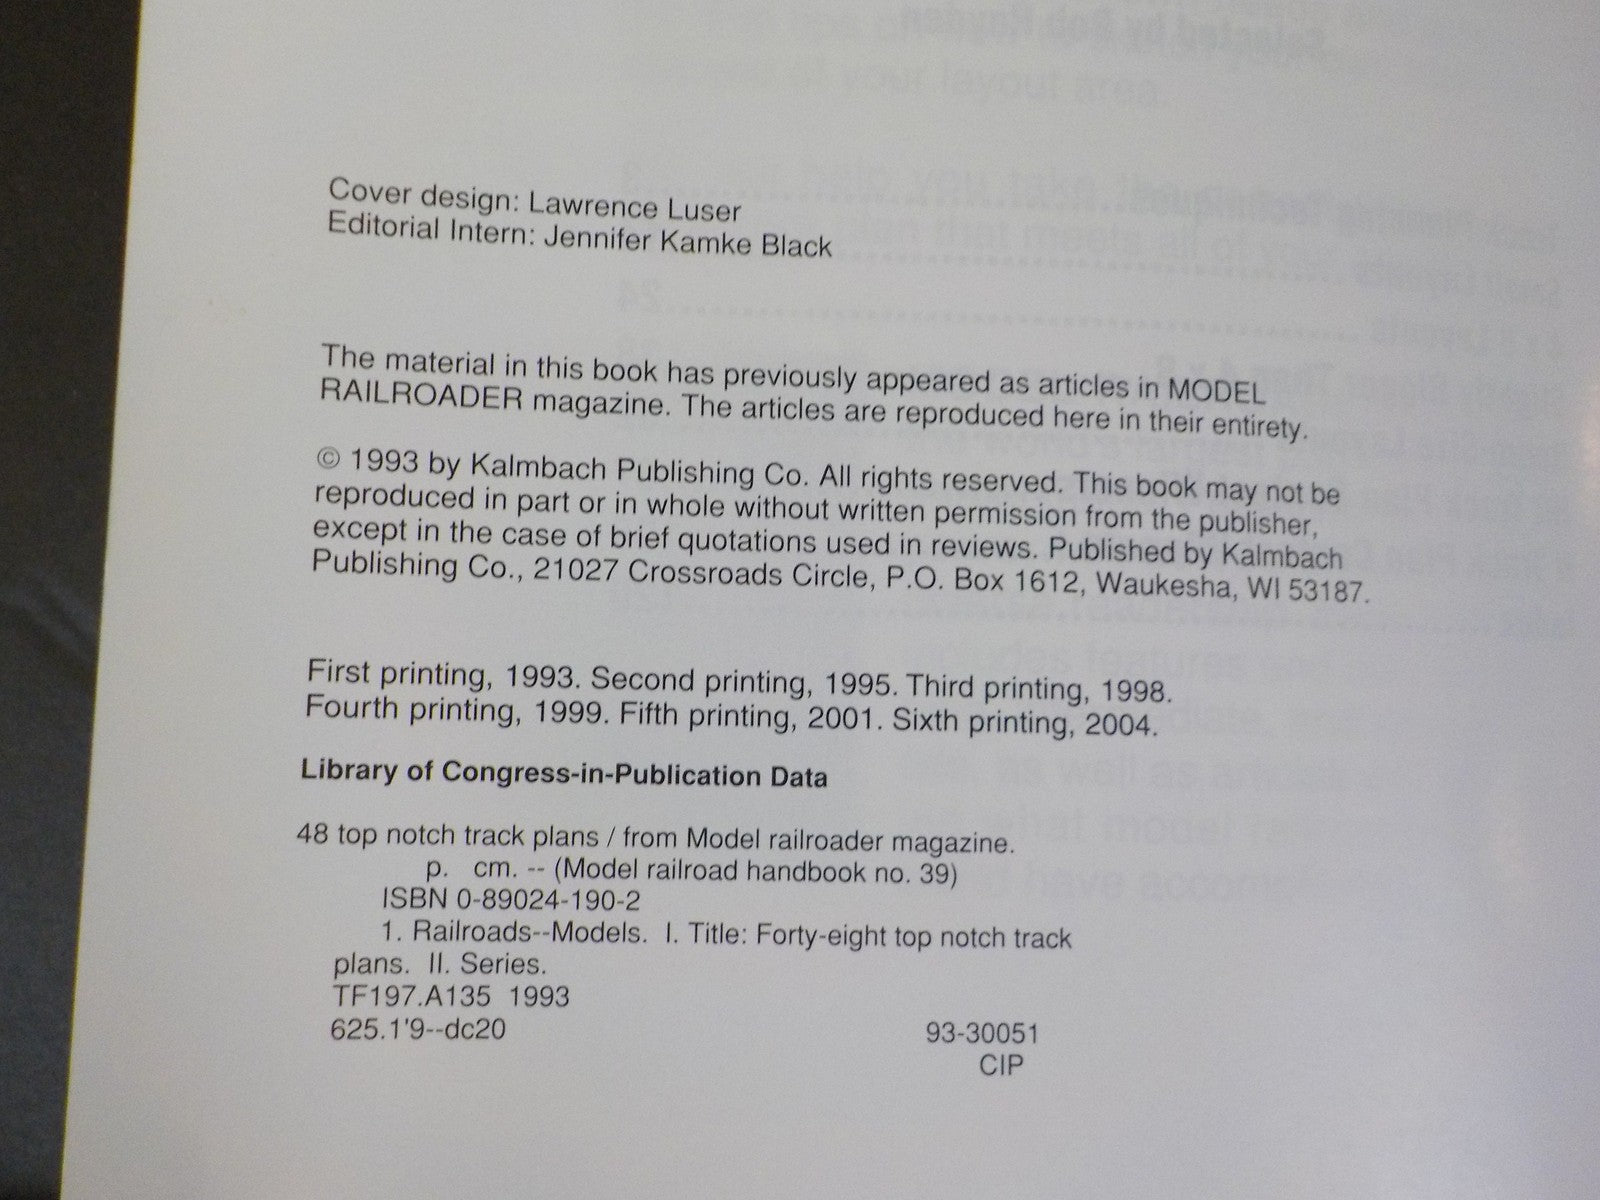 Cover design: Lawrence Luser
Editorial Intern: Jennifer Kamke Black
The material in this book has previously appeared as articles in MODEL
RAILROADER magazine. The articles are reproduced here in their entirety.
© 1993 by Kalmbach Publishing Co. All rights reserved. This book may not be
reproduced in part or in whole without written permission from the publisher,
except in the case of brief quotations used in reviews. Published by Kalmbach
Publishing Co., 21027 Crossroads Circle, P.O. Box 1612, Waukesha, WI 53187.
First printing, 1993. Second printing, 1995. Third printing, 1998.
Fourth printing, 1999. Fifth printing, 2001. Sixth printing, 2004.
Library of Congress-in-Publication Data
48 top notch track plans / from Model railroader magazine.
p. cm. -- (Model railroad handbook no. 39)
ISBN 0-89024-190-2
1. Railroads--Models. I. Title: Forty-eight top notch track
plans. II. Series.
TF197.A135 1993
625.1'9--dc20 93-30051
CIP